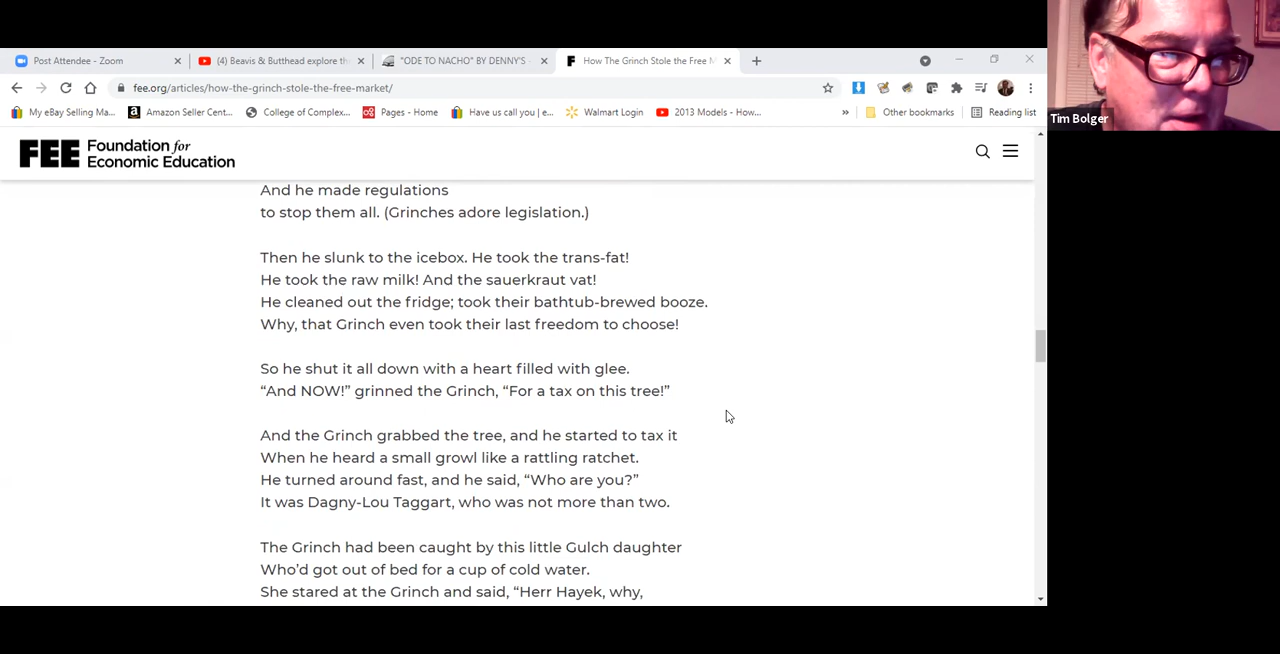 Post Attendee - Zoom
(4) Beavis & Butthead explore th
"ODE TO NACHO" BY DENNY'S
How The Grinch Stole the Free M
fee.org/articles/how-the-grinch-stole-the-free-market/
My eBay Selling Ma...
Amazon Seller Cent...
College of Complex...
Pages - Home
Have us call you | e...
Walmart Login
2013 Models - How...
Other bookmarks
Reading list
Tim Bolger
FEE Foundation for
Economic Education
And he made regulations
to stop them all. (Grinches adore legislation.)
Then he slunk to the icebox. He took the trans-fat!
He took the raw milk! And the sauerkraut vat!
He cleaned out the fridge; took their bathtub-brewed booze.
Why, that Grinch even took their last freedom to choose!
So he shut it all down with a heart filled with glee.
“And NOW!” grinned the Grinch, “For a tax on this tree!”
And the Grinch grabbed the tree, and he started to tax it
When he heard a small growl like a rattling ratchet.
He turned around fast, and he said, “Who are you?”
It was Dagny-Lou Taggart, who was not more than two.
The Grinch had been caught by this little Gulch daughter
Who’d got out of bed for a cup of cold water.
She stared at the Grinch and said, “Herr Hayek, why,